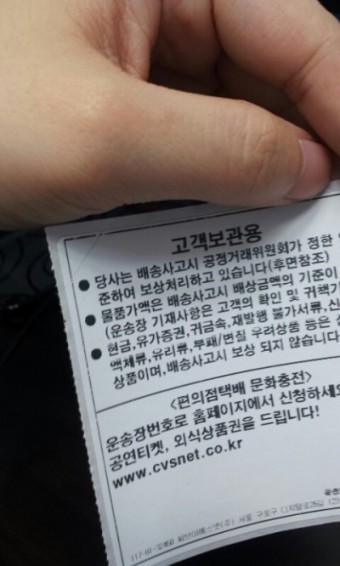 고객보관용
● 당사는 배송사고시 공정거래위원회가 정한
준하여 보상처리하고 있습니다(후면참조)
● 물품가액은 배송사고시 배상금액의 기준이
(운송장 기재사항은 고객의 확인 및 귀책기
● 현금,유가증권,귀금속,재발행 불가서류,신
액체류,유리류,부패/변질 우려상품 등은
상품이며,배송사고시 보상 되지 않습니다
<편의점택배 문화충전>
운송장번호로 홈페이지에서 신청하세요
공연티켓, 외식상품권을 드립니다!
www.cvsnet.co.kr
서울 구로구